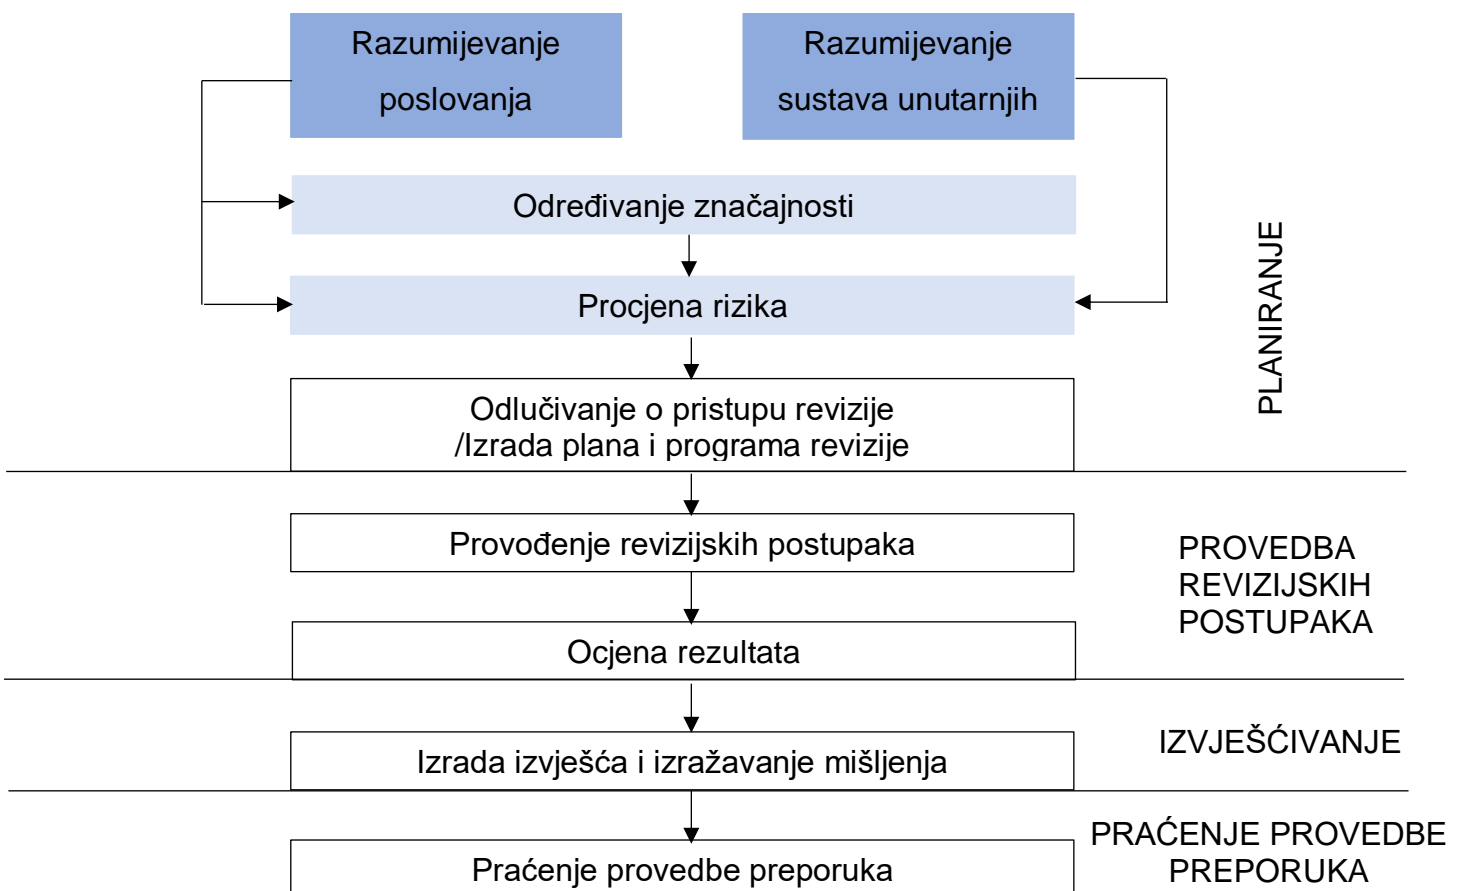 Razumijevanje
poslovanja
Razumijevanje
sustava unutarnjih
Određivanje značajnosti
Procjena rizika
Odlučivanje o pristupu revizije
/Izrada plana i programa revizije
PLANIRANJE
Provođenje revizijskih postupaka
Ocjena rezultata
PROVEDBA
REVIZIJSKIH
POSTUPAKA
Izrada izvješća i izražavanje mišljenja
IZVJEŠĆIVANJE
Praćenje provedbe preporuka
PRAĆENJE PROVEDBE
PREPORUKA